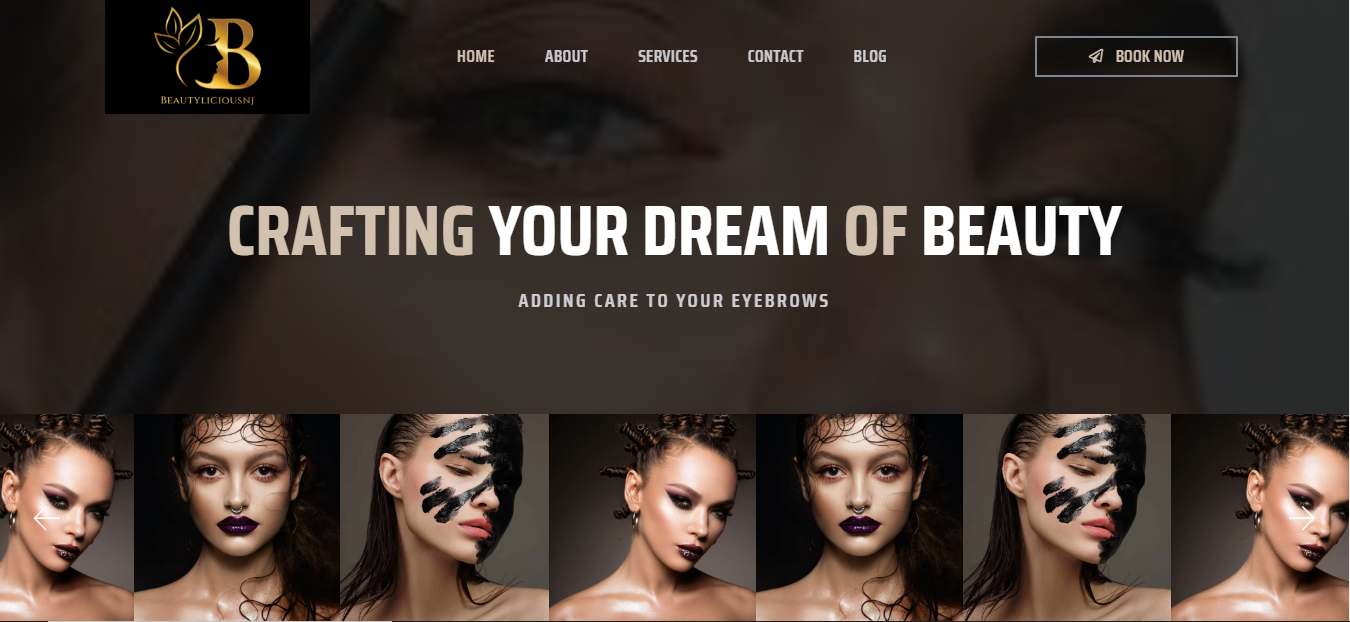 BEAUTYLICIOUSNJ
HOME ABOUT SERVICES CONTACT BLOG BOOK NOW
CRAFTING YOUR DREAM OF BEAUTY
ADDING CARE TO YOUR EYEBROWS